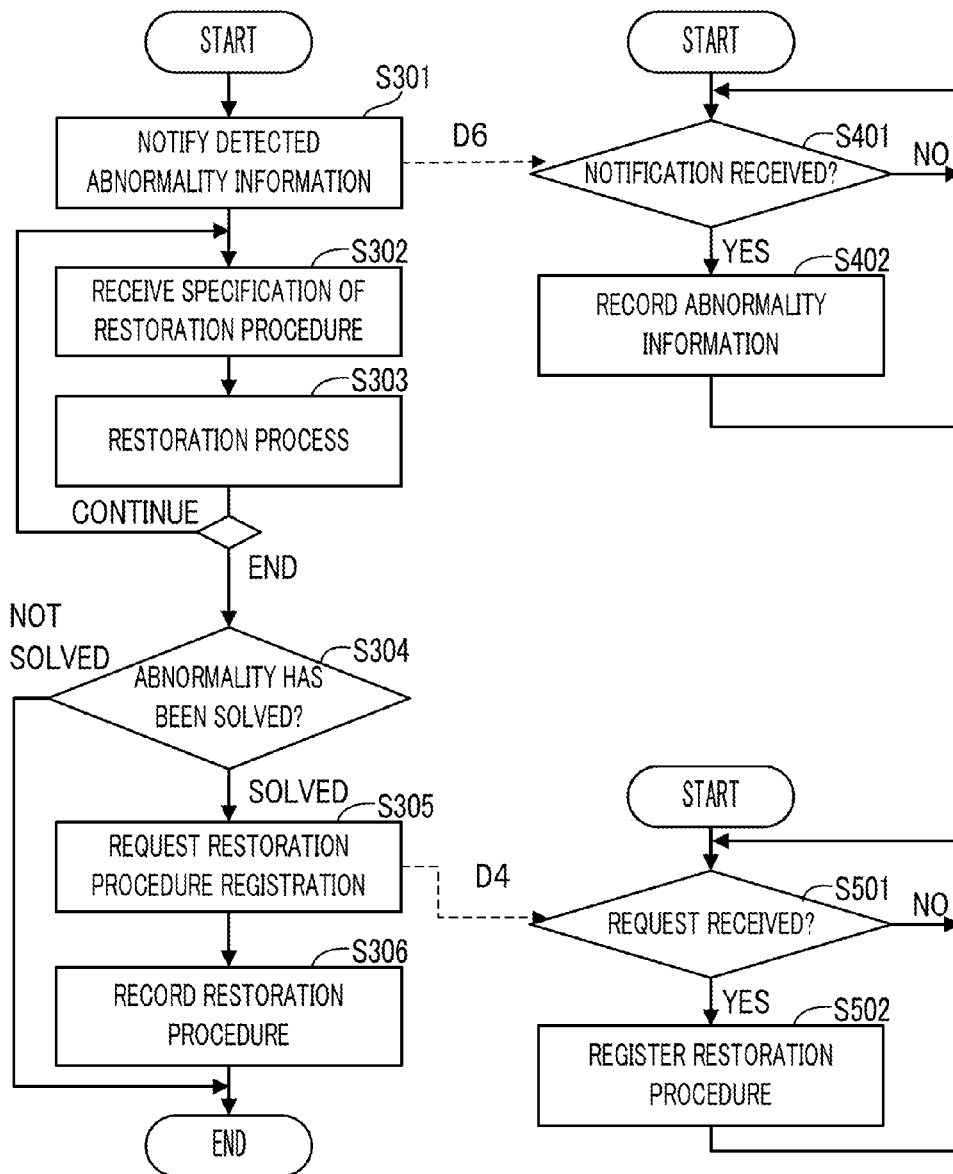 START
S301
NOTIFY DETECTED
ABNORMALITY INFORMATION
S302
RECEIVE SPECIFICATION OF
RESTORATION PROCEDURE
S303
RESTORATION PROCESS
CONTINUE
END
NOT
SOLVED
S304
ABNORMALITY HAS
BEEN SOLVED?
SOLVED
S305
REQUEST RESTORATION
PROCEDURE REGISTRATION
S306
RECORD RESTORATION
PROCEDURE
END
START
D6
S401
NOTIFICATION RECEIVED?
NO
YES
S402
RECORD ABNORMALITY
INFORMATION
START
D4
S501
REQUEST RECEIVED?
NO
YES
S502
REGISTER RESTORATION
PROCEDURE